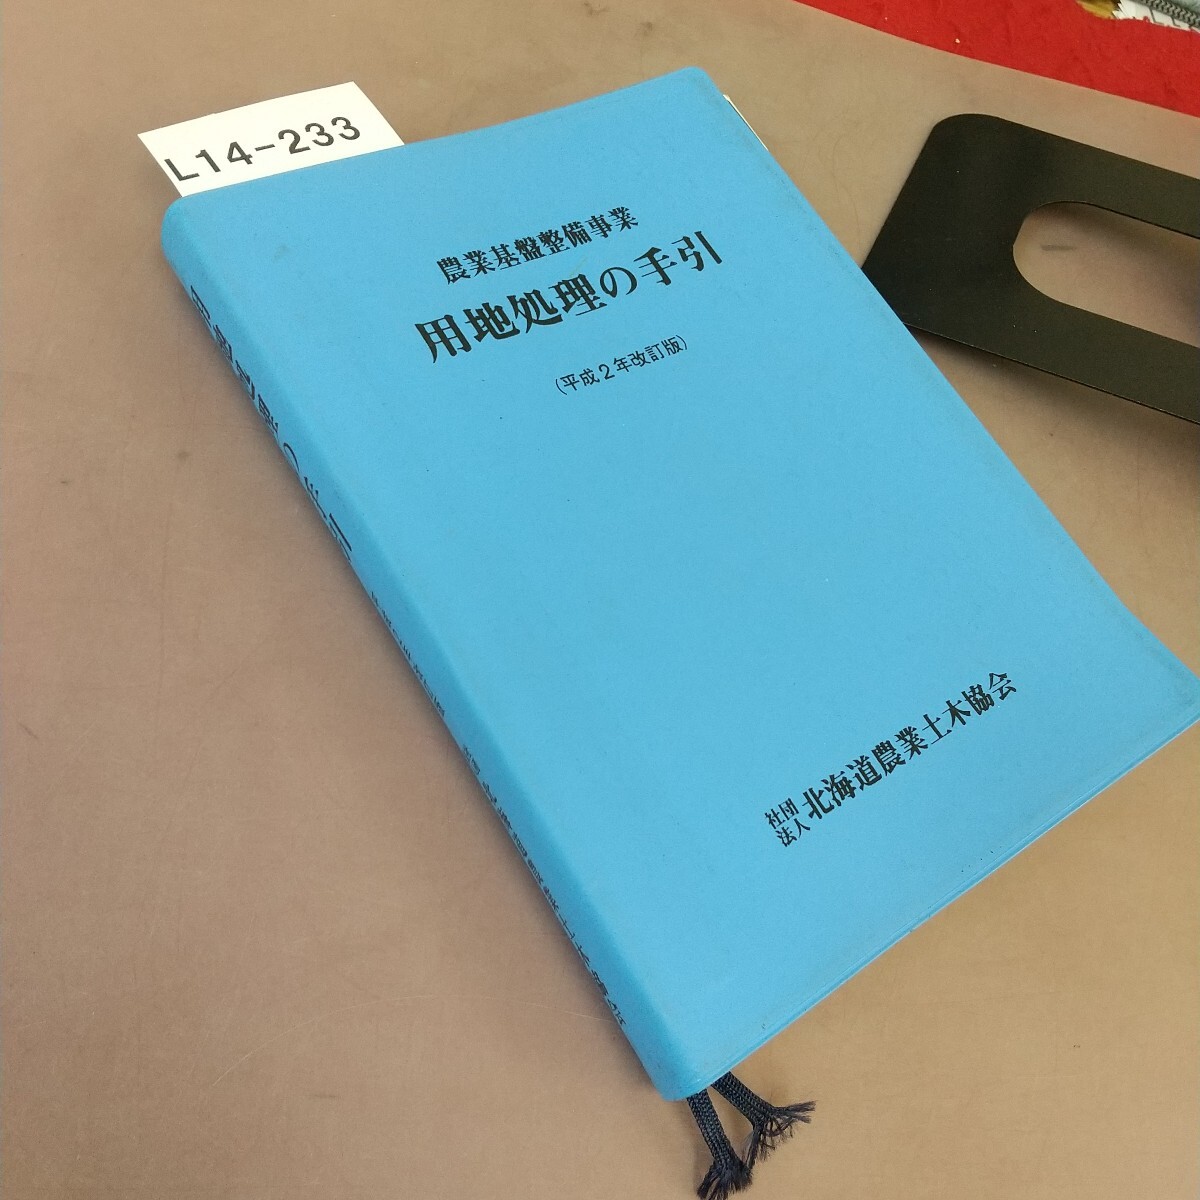 L14-233
農業基盤整備事業
用地処理の手引
(平成2年改訂版)
社団
法人 北海道農業土木協会